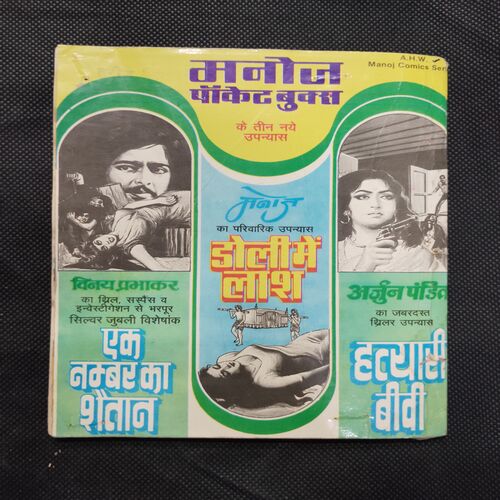 A.H.W.
Manoj Comics Seri
मनोज
पॉकेट बुक्स
के तीन नये
उपन्यास
मनोज
का परिवारिक उपन्यास
डोली में
लाश
विनय प्रभाकर
का थ्रिल, सस्पैंस व
इन्वेस्टीगेशन से भरपूर
सिल्वर जुबली विशेषांक
एक
नम्बर का
शैतान
अर्जुन पंडित
का जबरदस्त
थ्रिलर उपन्यास
हत्यारी
बीवी